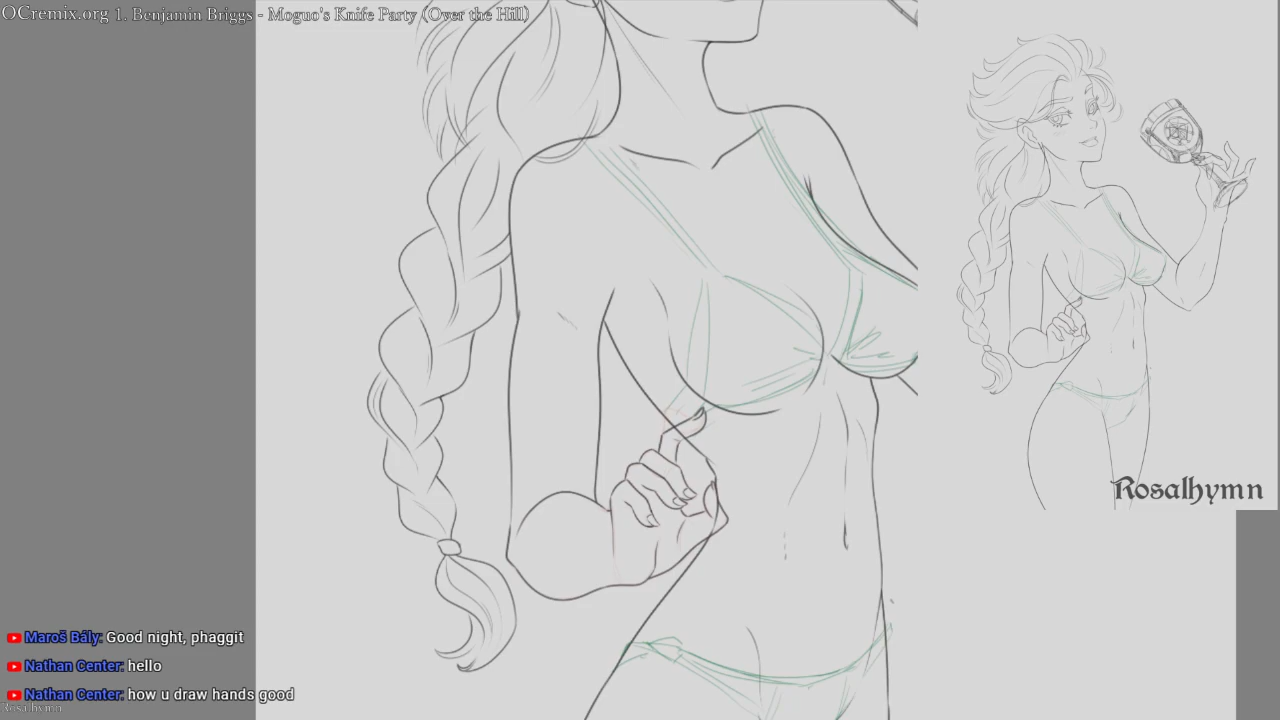 OCremix.org 1. Benjamin Briggs - Moguo's Knife Party (Over the Hill)
Rosalhymn
Maroš Bály: Good night, phaggit
Nathan Center: hello
Nathan Center: how u draw hands good
Rosalhymn